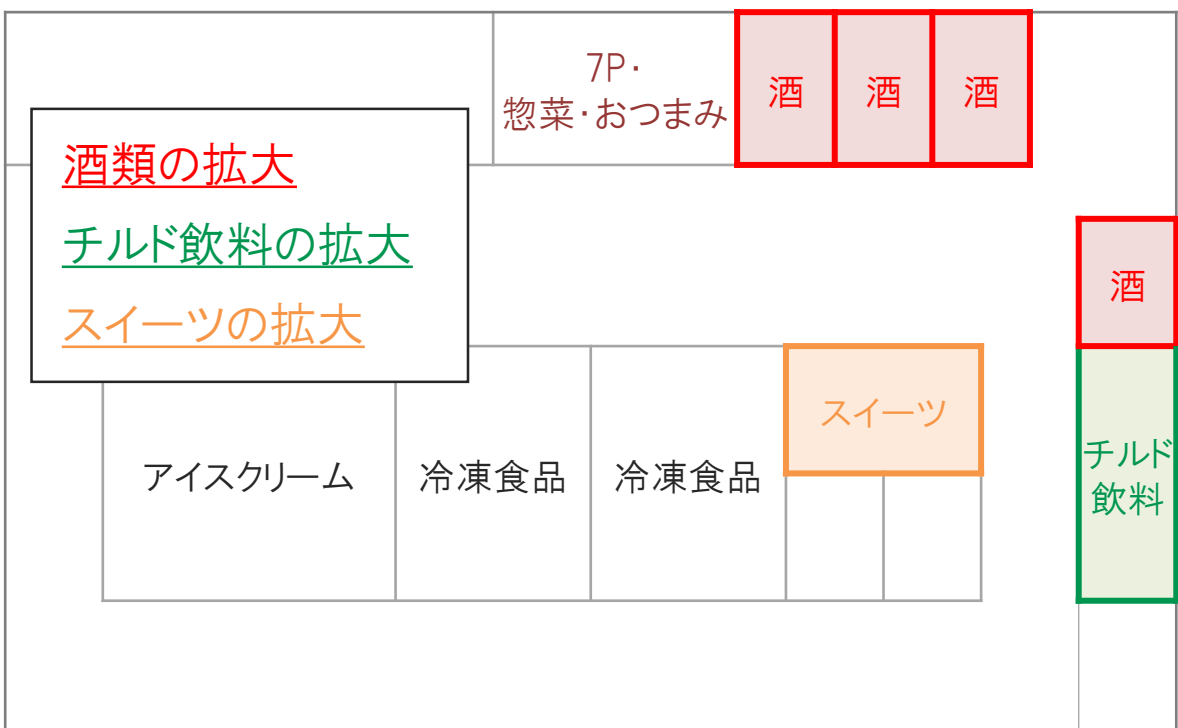 7P･
惣菜･おつまみ
酒
酒
酒
酒類の拡大
チルド飲料の拡大
スイーツの拡大
酒
スイーツ
アイスクリーム
冷凍食品
冷凍食品
チルド
飲料